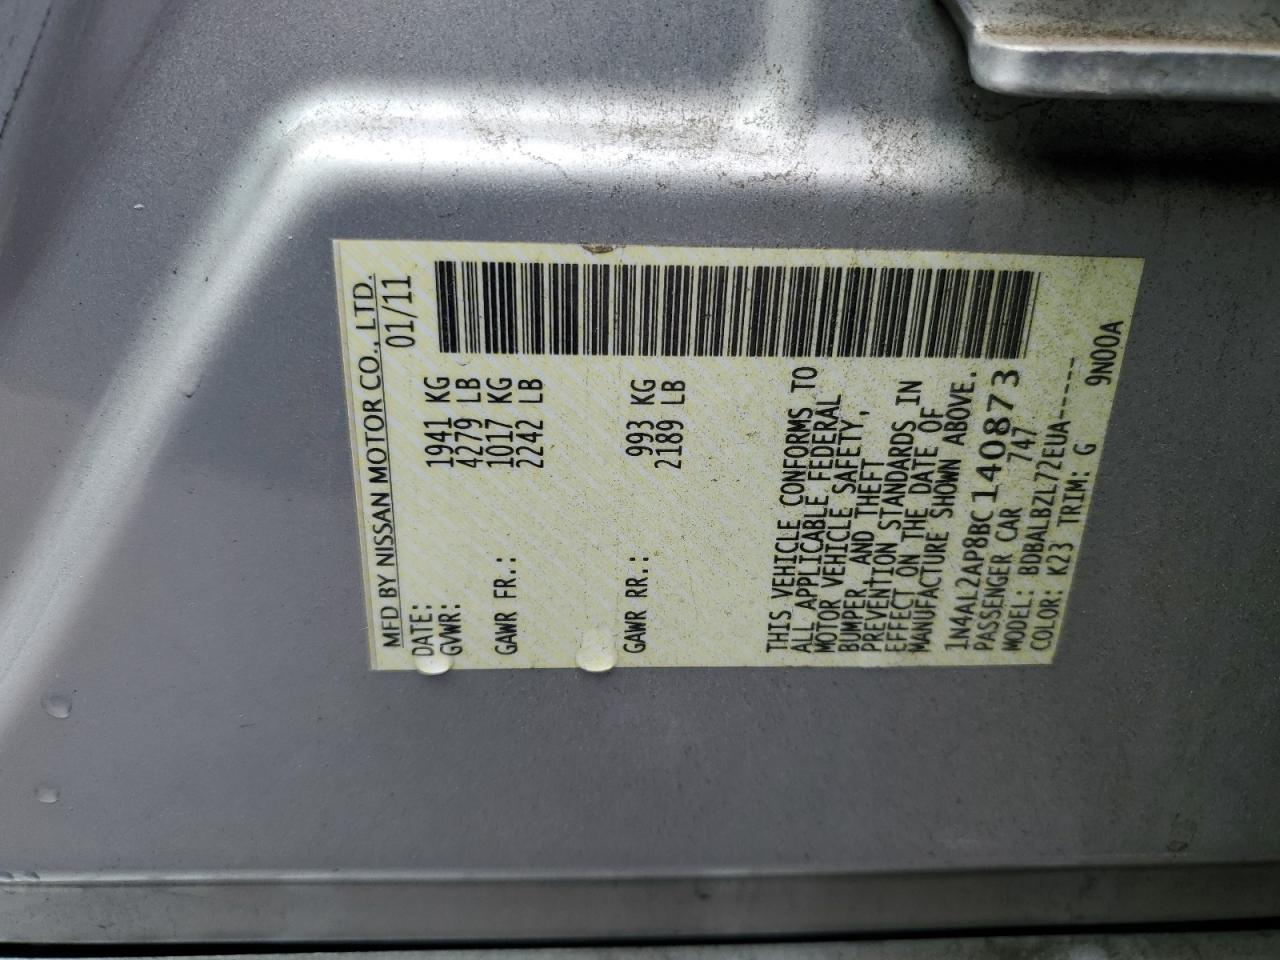 MFD BY NISSAN MOTOR CO., LTD.
DATE: 01/11
GVWR: 1941 KG
4279 LB
GAWR FR.: 1017 KG
2242 LB
GAWR RR.: 993 KG
2189 LB
THIS VEHICLE CONFORMS TO
ALL APPLICABLE FEDERAL
MOTOR VEHICLE SAFETY,
BUMPER, AND THEFT
PREVENTION STANDARDS IN
EFFECT ON THE DATE OF
MANUFACTURE SHOWN ABOVE.
1N4AL2AP8BC140873
PASSENGER CAR 747
MODEL: BDBALBZL72EUA-----
COLOR: K23 TRIM: G 9N00A